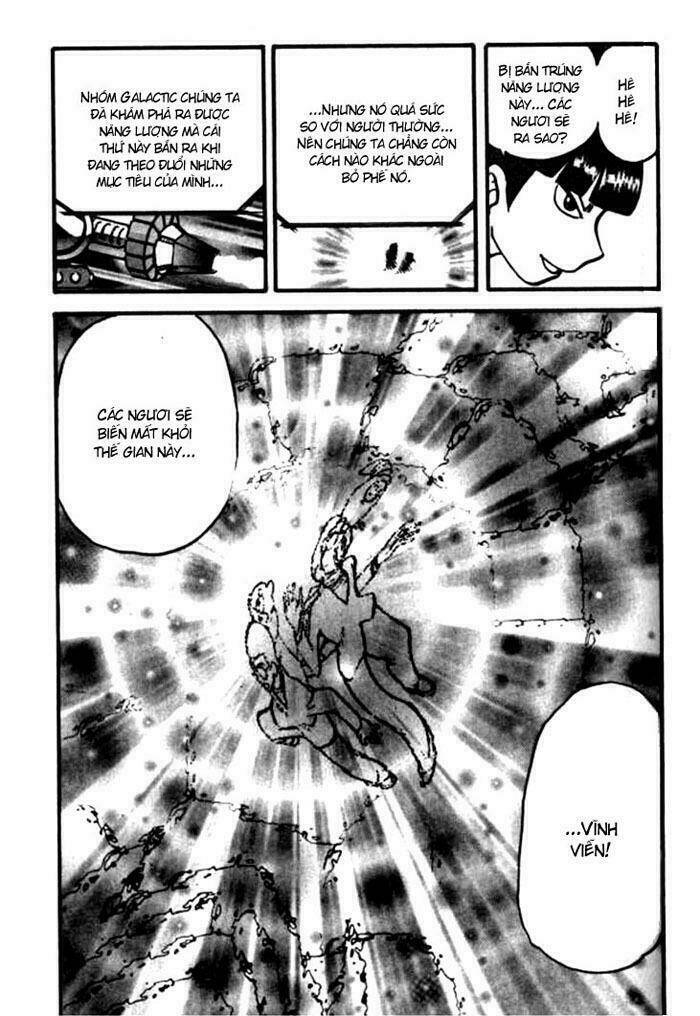 NHÓM GALACTIC CHÚNG TA
ĐÃ KHÁM PHÁ RA ĐƯỢC
NĂNG LƯỢNG MÀ CÁI
THỨ NÀY BẮN RA KHI
ĐANG THEO ĐUỔI NHỮNG
MỤC TIÊU CỦA MÌNH...
...NHƯNG NÓ QUÁ SỨC
SO VỚI NGƯỜI THƯỜNG...
NÊN CHÚNG TA CHẲNG CÒN
CÁCH NÀO KHÁC NGOÀI
BỎ PHẾ NÓ.
BỊ BẮN TRÚNG
NĂNG LƯỢNG
NÀY... CÁC
NGƯƠI SẼ
RA SAO?
HÊ
HÊ
HÊ!
CÁC NGƯƠI SẼ
BIẾN MẤT KHỎI
THẾ GIAN NÀY...
...VĨNH
VIỄN!